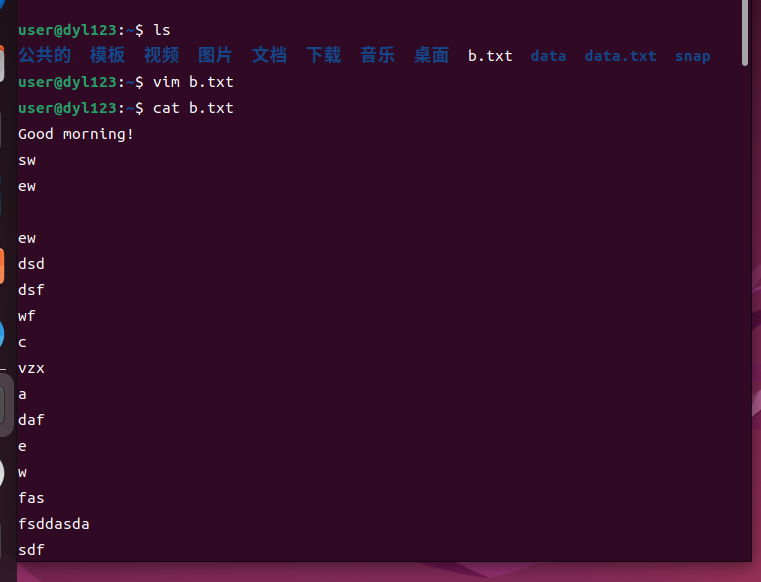 user@dyl123:~$ ls
公共的 模板 视频 图片 文档 下载 音乐 桌面 b.txt data data.txt snap
user@dyl123:~$ vim b.txt
user@dyl123:~$ cat b.txt
Good morning!
sw
ew
ew
dsd
dsf
wf
c
vzx
a
daf
e
w
fas
fsddasda
sdf